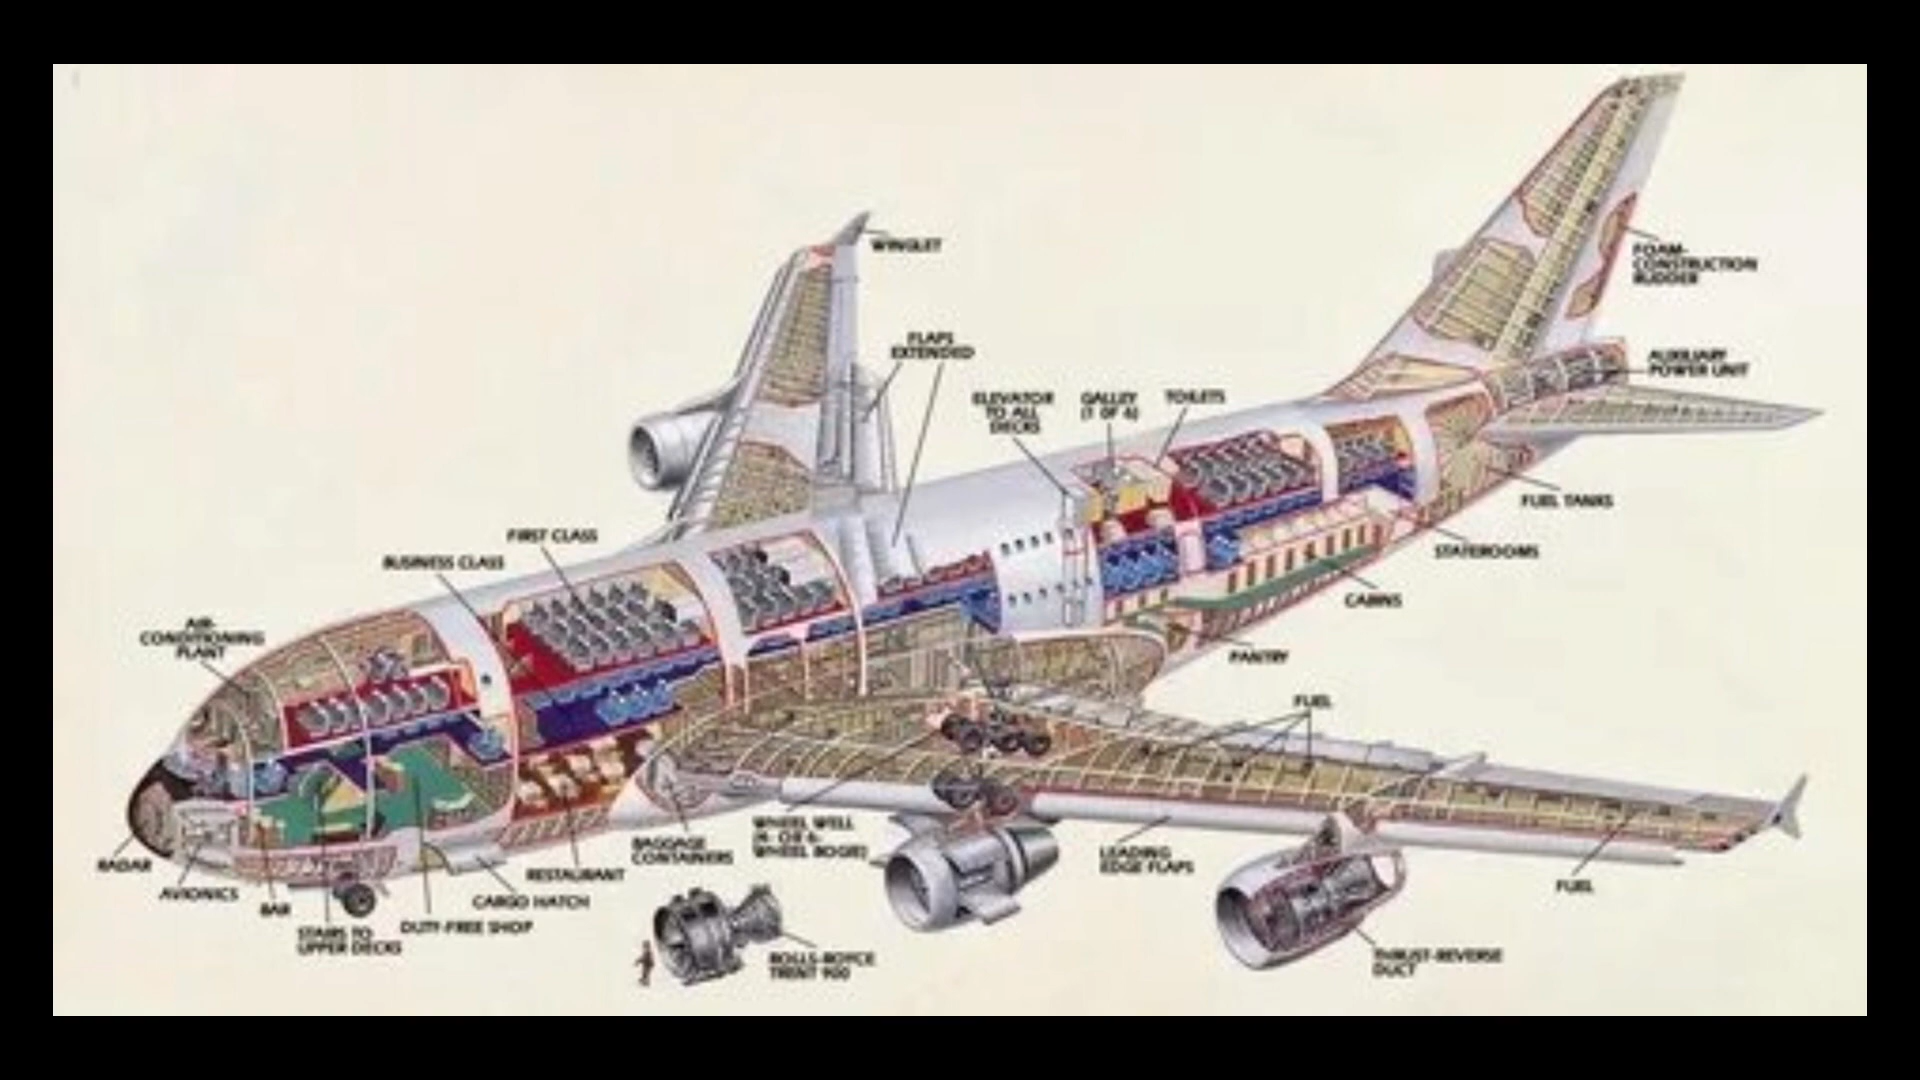 WINGLET
FOAM-
CONSTRUCTION
RUDDER
FLAPS
EXTENDED
AUXILIARY
POWER UNIT
ELEVATOR
TO ALL
DECKS
GALLEY
(1 OF 6)
TOILETS
FUEL TANKS
FIRST CLASS
BUSINESS CLASS
STATEROOMS
CABINS
AIR-
CONDITIONING
PLANT
PANTRY
FUEL
WHEEL WELL
(4- OR 6-
WHEEL BOGIE)
BAGGAGE
CONTAINERS
LEADING
EDGE FLAPS
RADAR
RESTAURANT
FUEL
AVIONICS
CARGO HATCH
BAR
DUTY-FREE SHOP
STAIRS TO
UPPER DECKS
ROLLS-ROYCE
TRENT 900
THRUST-REVERSE
DUCT